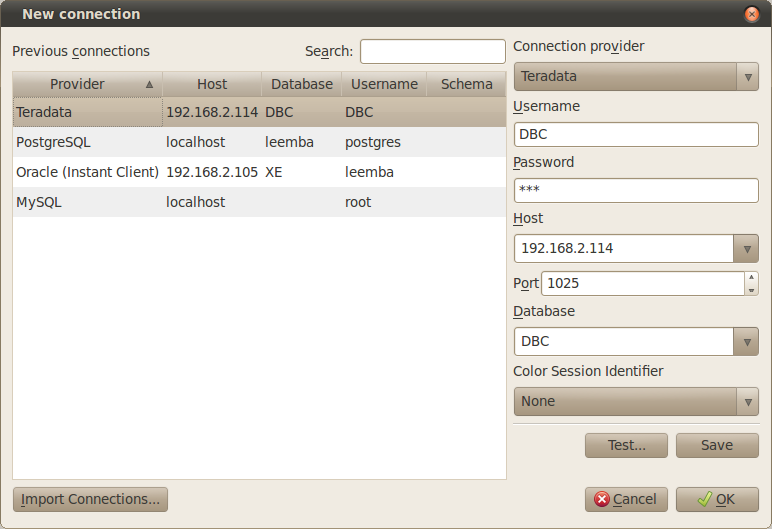 New connection
Previous connections Search:
Provider Host Database Username Schema
Teradata 192.168.2.114 DBC DBC
PostgreSQL localhost leemba postgres
Oracle (Instant Client) 192.168.2.105 XE leemba
MySQL localhost root
Import Connections...
Connection provider
Teradata
Username
DBC
Password
***
Host
192.168.2.114
Port 1025
Database
DBC
Color Session Identifier
None
Test... Save
Cancel OK